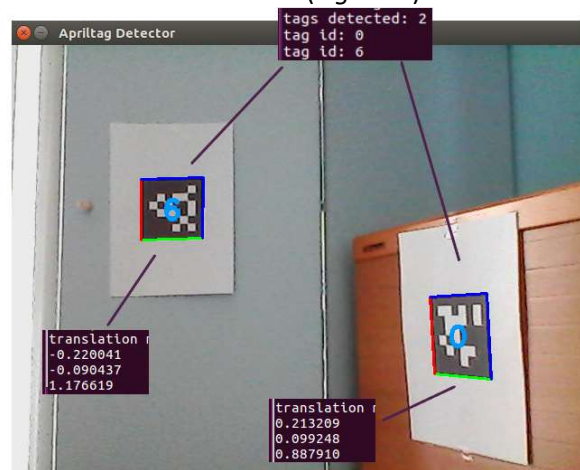 tags detected: 2
tag id: 0
tag id: 6
Apriltag Detector
6
0
translation
-0.220041
-0.090437
1.176619
translation
0.213209
0.099248
0.887910